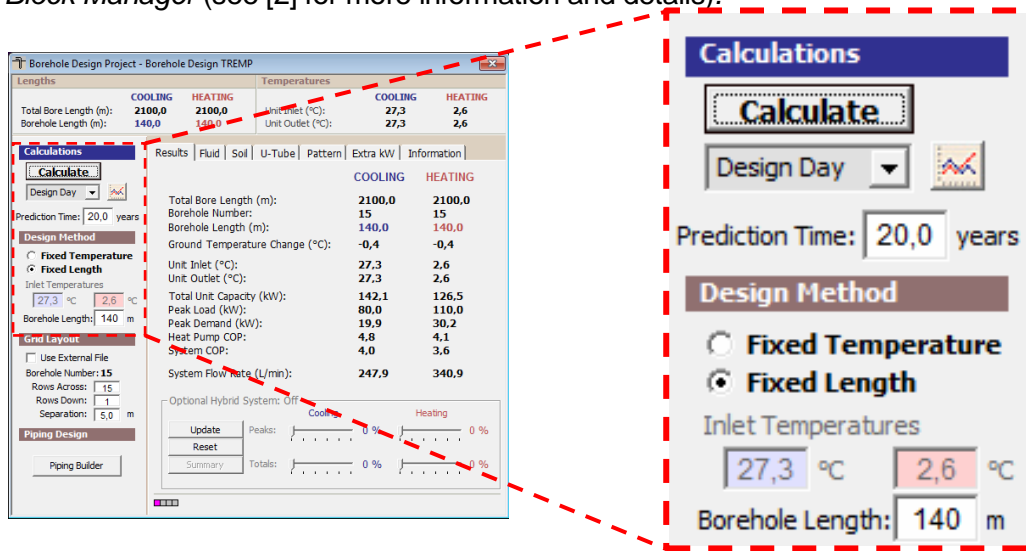 Block Manager (see [2] for more information and details).
Borehole Design Project - Borehole Design TREMP
Lengths Temperatures
COOLING HEATING COOLING HEATING
Total Bore Length (m): 2100,0 2100,0 Unit Inlet (°C): 27,3 2,6
Borehole Length (m): 140,0 140,0 Unit Outlet (°C): 27,3 2,6
Calculations
Calculate
Design Day
Prediction Time: 20,0 years
Design Method
Fixed Temperature
Fixed Length
Inlet Temperatures
27,3 °C 2,6 °C
Borehole Length: 140 m
Grid Layout
Use External File
Borehole Number: 15
Rows Across: 15
Rows Down: 1
Separation: 5,0 m
Piping Design
Piping Builder
Results Fluid Soil U-Tube Pattern Extra kW Information
COOLING HEATING
Total Bore Length (m): 2100,0 2100,0
Borehole Number: 15 15
Borehole Length (m): 140,0 140,0
Ground Temperature Change (°C): -0,4 -0,4
Unit Inlet (°C): 27,3 2,6
Unit Outlet (°C): 27,3 2,6
Total Unit Capacity (kW): 142,1 126,5
Peak Load (kW): 80,0 110,0
Peak Demand (kW): 19,9 30,2
Heat Pump COP: 4,8 4,1
System COP: 4,0 3,6
System Flow Rate (L/min): 247,9 340,9
Optional Hybrid System: Off
Cooling Heating
Update Peaks: 0 % 0 %
Reset
Summary Totals: 0 % 0 %
Calculations
Calculate
Design Day
Prediction Time: 20,0 years
Design Method
Fixed Temperature
Fixed Length
Inlet Temperatures
27,3 °C 2,6 °C
Borehole Length: 140 m